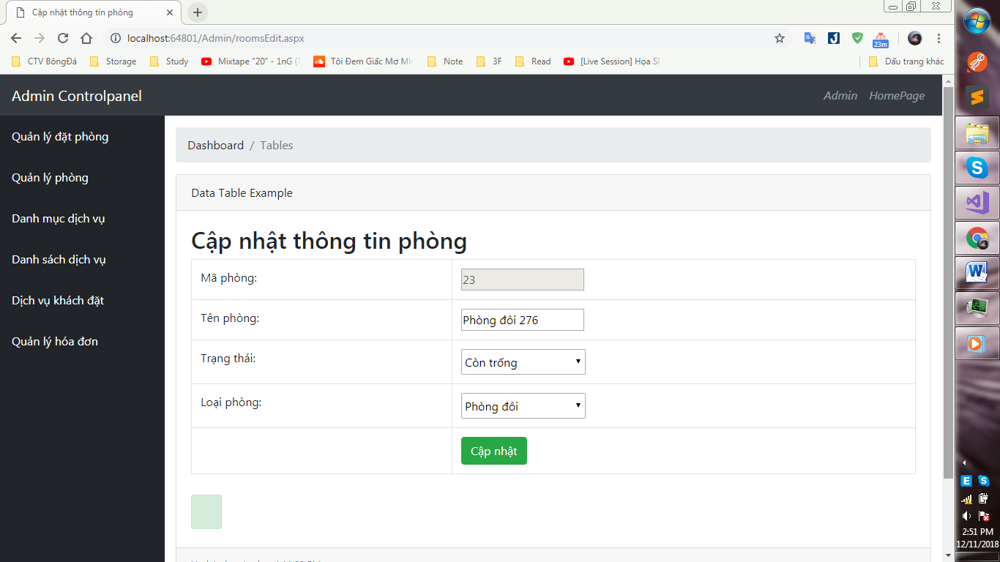 Cập nhật thông tin phòng
localhost:64801/Admin/roomsEdit.aspx
23m
CTV BóngĐá
Storage
Study
Mixtape "20" - 1nG (
Tôi Đem Giấc Mơ
Note
3F
Read
[Live Session] Họa Sĩ
Dấu trang khác
Admin Controlpanel
Admin
HomePage
Quản lý đặt phòng
Quản lý phòng
Danh mục dịch vụ
Danh sách dịch vụ
Dịch vụ khách đặt
Quản lý hóa đơn
Dashboard / Tables
Data Table Example
Cập nhật thông tin phòng
Mã phòng: 23
Tên phòng: Phòng đôi 276
Trạng thái: Còn trống
Loại phòng: Phòng đôi
Cập nhật
2:51 PM
12/11/2018